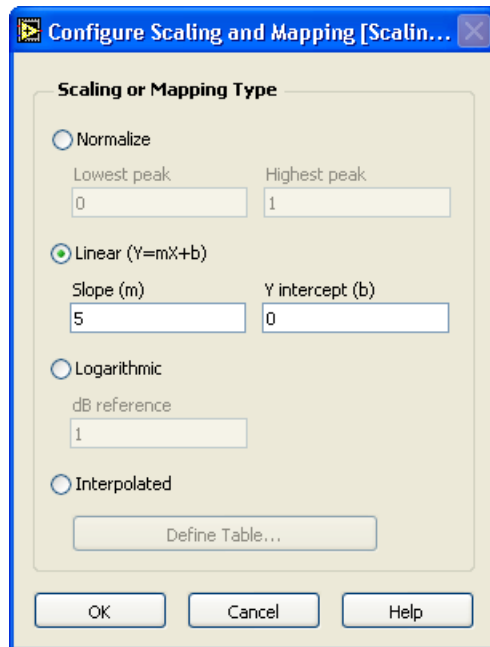 Configure Scaling and Mapping [Scalin...
Scaling or Mapping Type
Normalize
Lowest peak Highest peak
0 1
Linear (Y=mX+b)
Slope (m) Y intercept (b)
5 0
Logarithmic
dB reference
1
Interpolated
Define Table...
OK Cancel Help